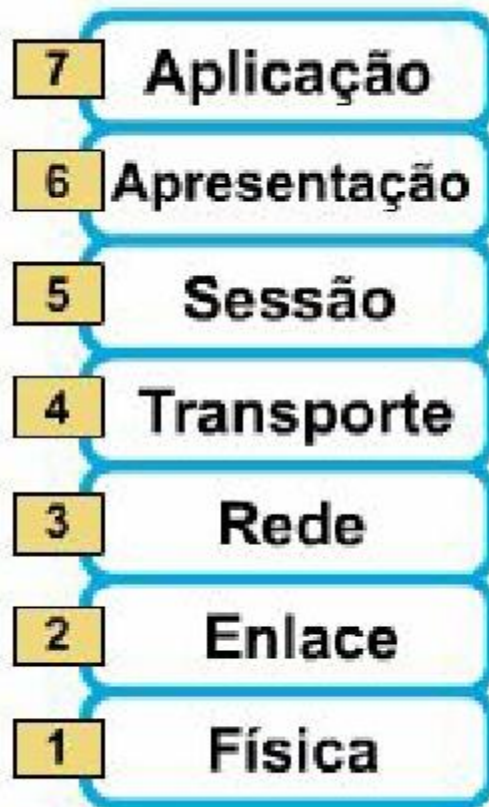 7 Aplicação
6 Apresentação
5 Sessão
4 Transporte
3 Rede
2 Enlace
1 Física